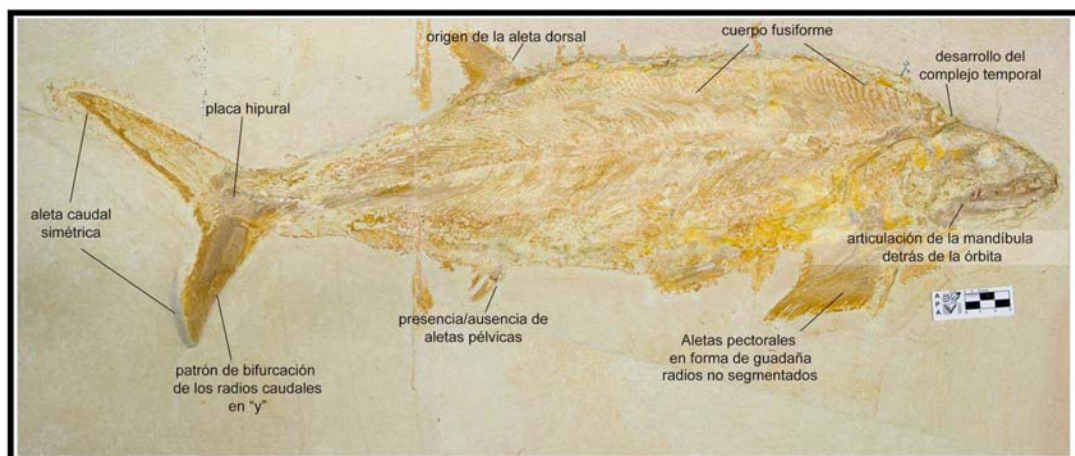 origen de la aleta dorsal
cuerpo fusiforme
desarrollo del
complejo temporal
placa hipural
aleta caudal
simétrica
articulación de la mandíbula
detrás de la órbita
presencia/ausencia de
aletas pélvicas
Aletas pectorales
en forma de guadaña
radios no segmentados
patrón de bifurcación
de los radios caudales
en "y"
A
P
A